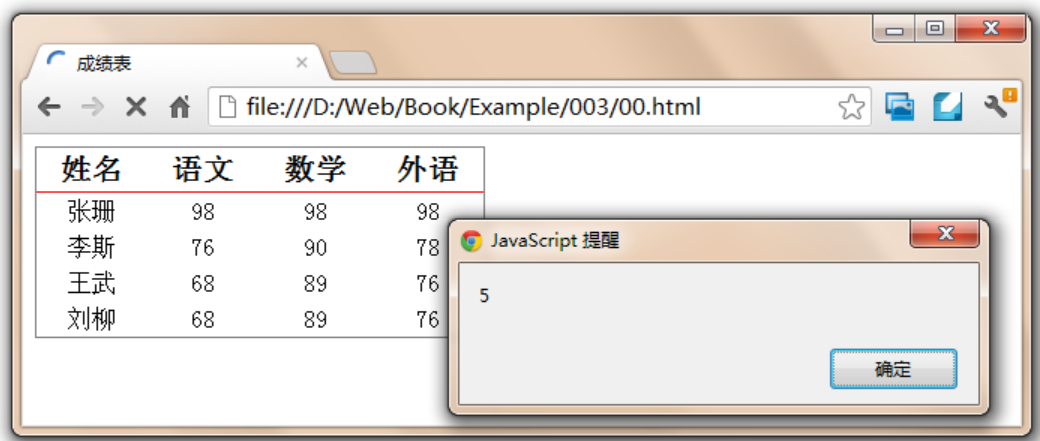 成绩表
file:///D:/Web/Book/Example/003/00.html
姓名 语文 数学 外语
张珊 98 98 98
李斯 76 90 78
王武 68 89 76
刘柳 68 89 76
JavaScript 提醒
5
确定